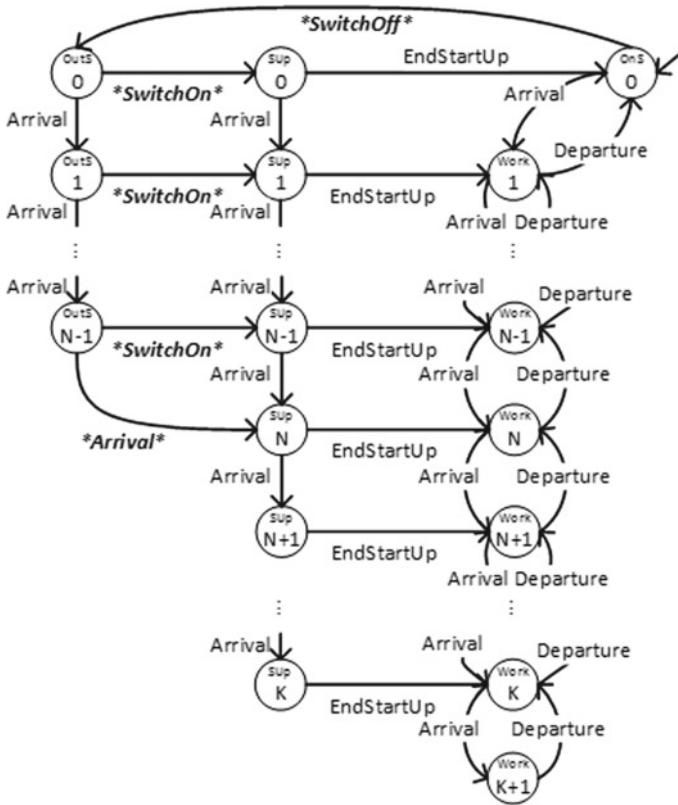 *SwitchOff*
OutS SUp EndStartUp OnS
0 0 0
*SwitchOn* Arrival
Arrival Arrival Departure
OutS SUp Work
1 1 1
*SwitchOn* EndStartUp
Arrival Arrival Arrival Departure
⋮ ⋮ ⋮
Arrival Arrival Arrival Departure
OutS SUp Work
N-1 N-1 N-1
*SwitchOn* EndStartUp
Arrival Arrival Departure
SUp Work
N N
*Arrival* EndStartUp
Arrival Arrival Departure
SUp Work
N+1 N+1
EndStartUp Arrival Departure
⋮ ⋮
Arrival Arrival Departure
SUp Work
K K
EndStartUp
Arrival Departure
Work
K+1